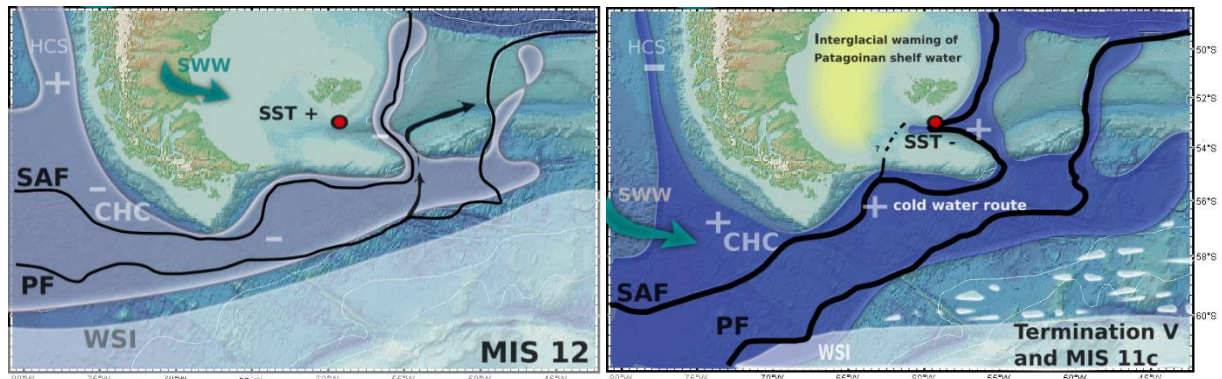 HCS
+
SWW
SST +
-
SAF
-
CHC
-
PF
WSI
MIS 12
HCS
-
Interglacial waming of
Patagoinan shelf water
50°S
52°S
+
?
SST -
54°S
SWW
+
CHC
+
cold water route
56°S
58°S
SAF
PF
60°S
WSI
Termination V
and MIS 11c